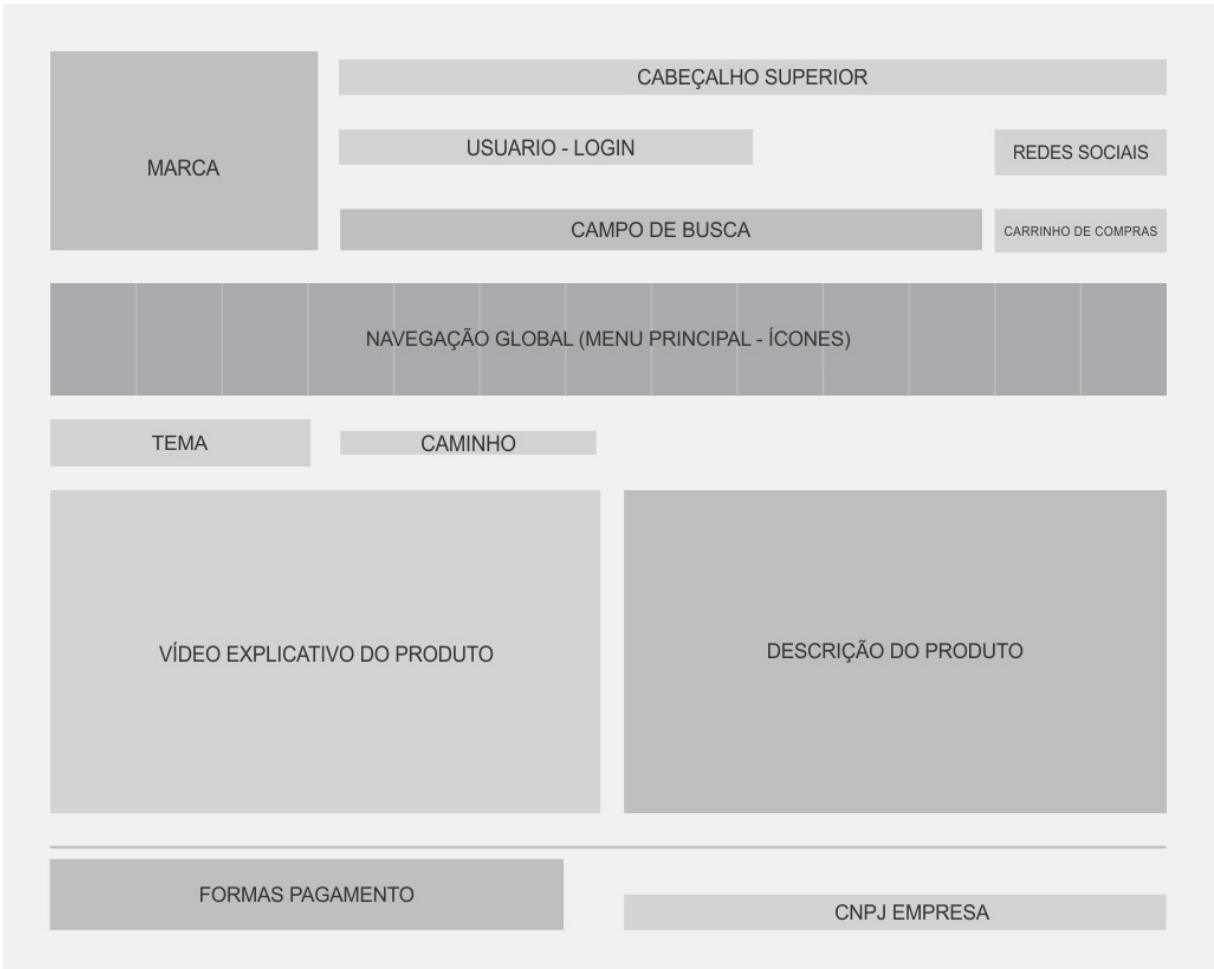 CABEÇALHO SUPERIOR
USUARIO - LOGIN
REDES SOCIAIS
MARCA
CAMPO DE BUSCA
CARRINHO DE COMPRAS
NAVEGAÇÃO GLOBAL (MENU PRINCIPAL - ÍCONES)
TEMA
CAMINHO
VÍDEO EXPLICATIVO DO PRODUTO
DESCRIÇÃO DO PRODUTO
FORMAS PAGAMENTO
CNPJ EMPRESA